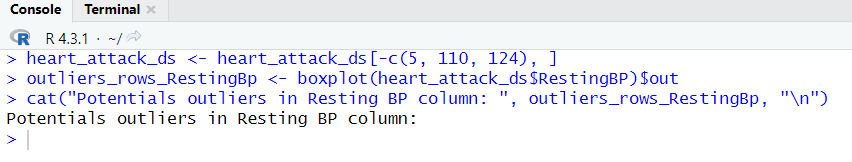 Console Terminal
R R 4.3.1 · ~/
> heart_attack_ds <- heart_attack_ds[-c(5, 110, 124), ]
> outliers_rows_RestingBp <- boxplot(heart_attack_ds$RestingBP)$out
> cat("Potentials outliers in Resting BP column: ", outliers_rows_RestingBp, "\n")
Potentials outliers in Resting BP column:
>